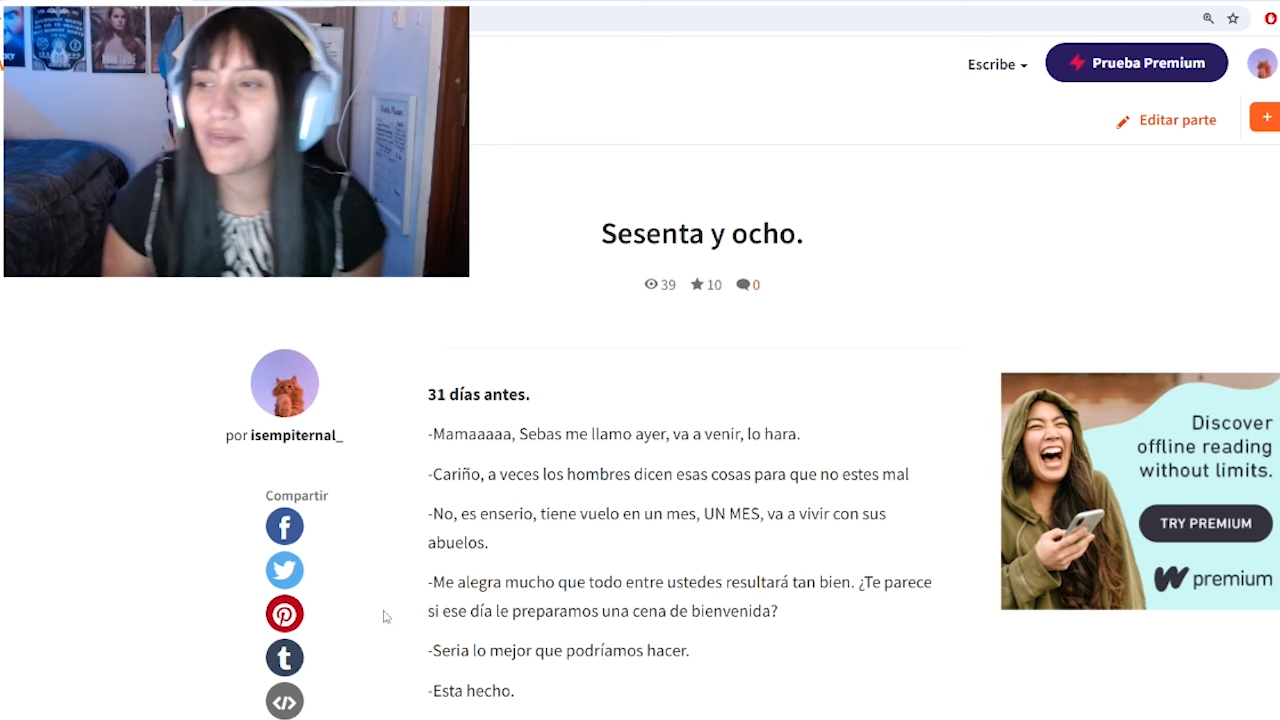 Escribe
Prueba Premium
Editar parte
+
Sesenta y ocho.
39 10 0
por isempiternal_
Compartir
31 días antes.
-Mamaaaaa, Sebas me llamo ayer, va a venir, lo hara.
-Cariño, a veces los hombres dicen esas cosas para que no estes mal
-No, es enserio, tiene vuelo en un mes, UN MES, va a vivir con sus
abuelos.
-Me alegra mucho que todo entre ustedes resultará tan bien. ¿Te parece
si ese día le preparamos una cena de bienvenida?
-Seria lo mejor que podríamos hacer.
-Esta hecho.
Discover
offline reading
without limits.
TRY PREMIUM
premium